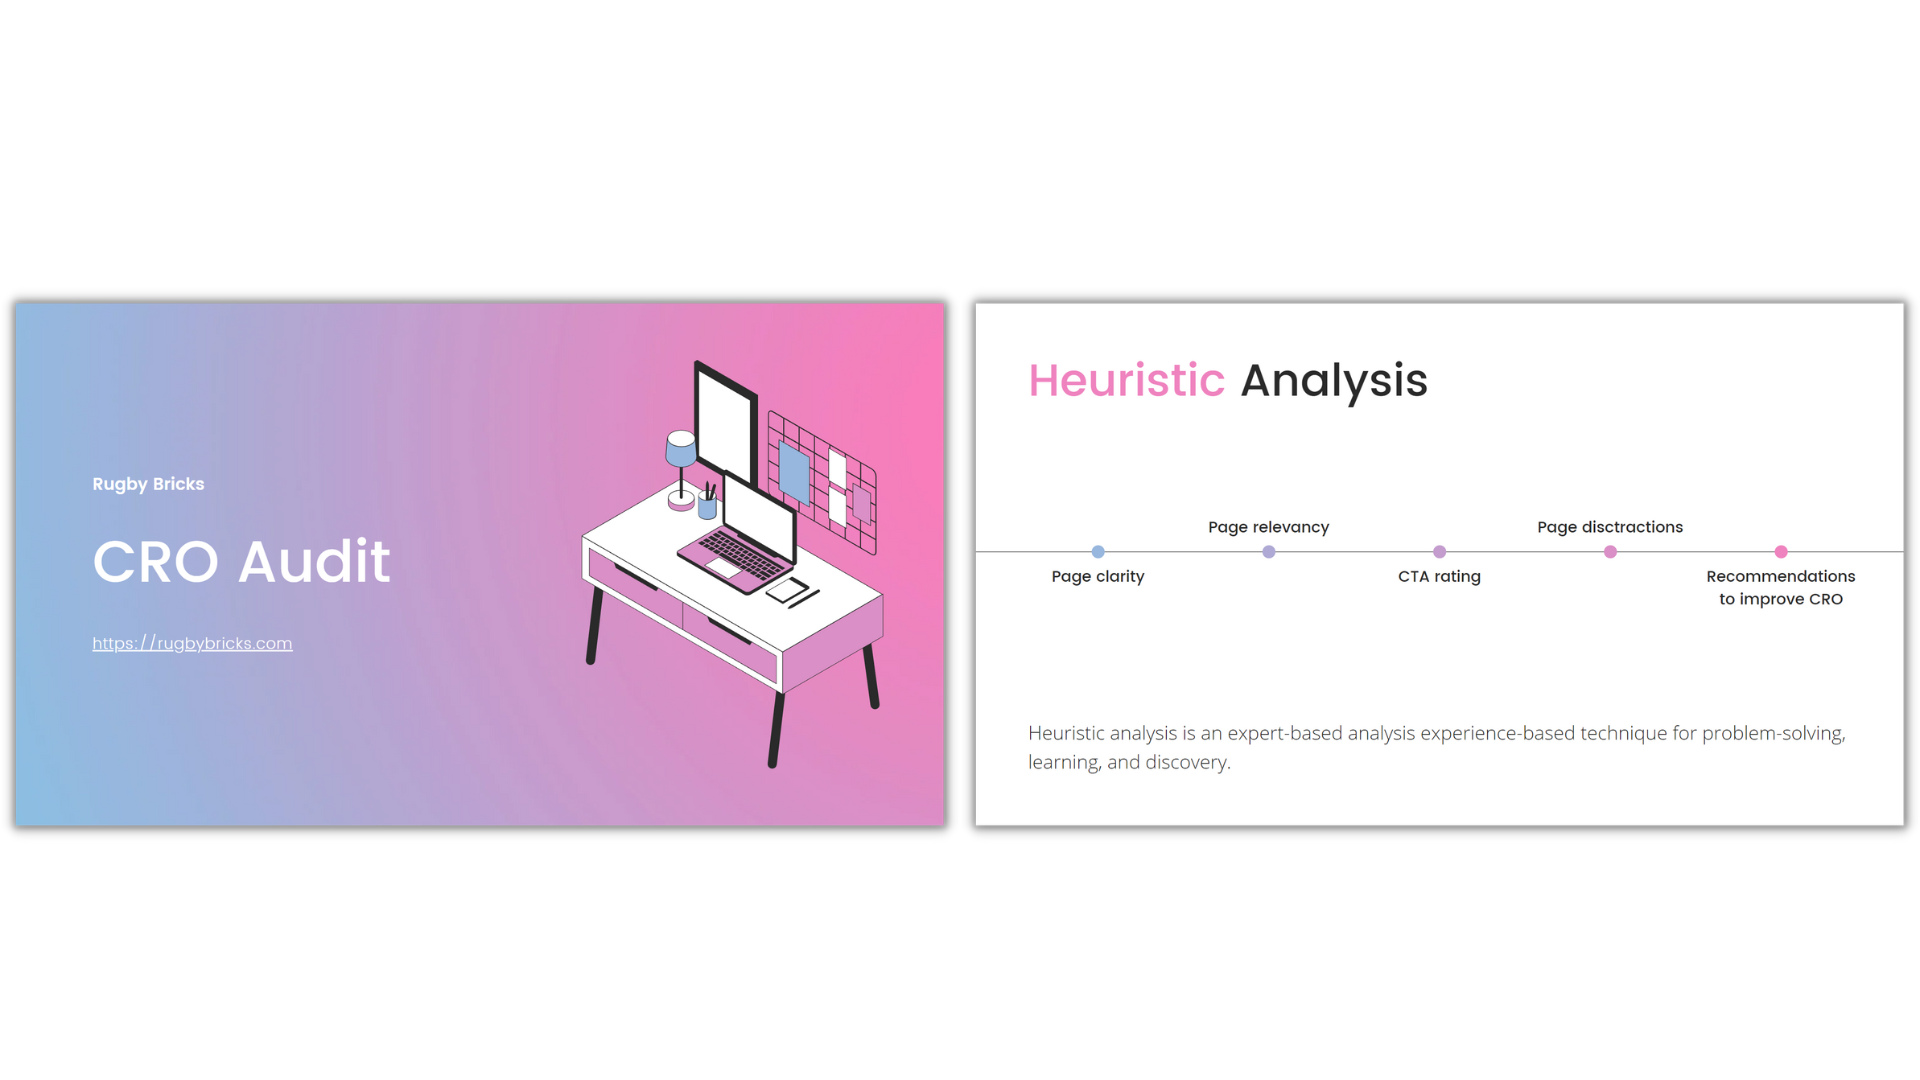 Rugby Bricks
CRO Audit
https://rugbybricks.com
Heuristic Analysis
Page relevancy
Page disctractions
Page clarity
CTA rating
Recommendations
to improve CRO
Heuristic analysis is an expert-based analysis experience-based technique for problem-solving,
learning, and discovery.